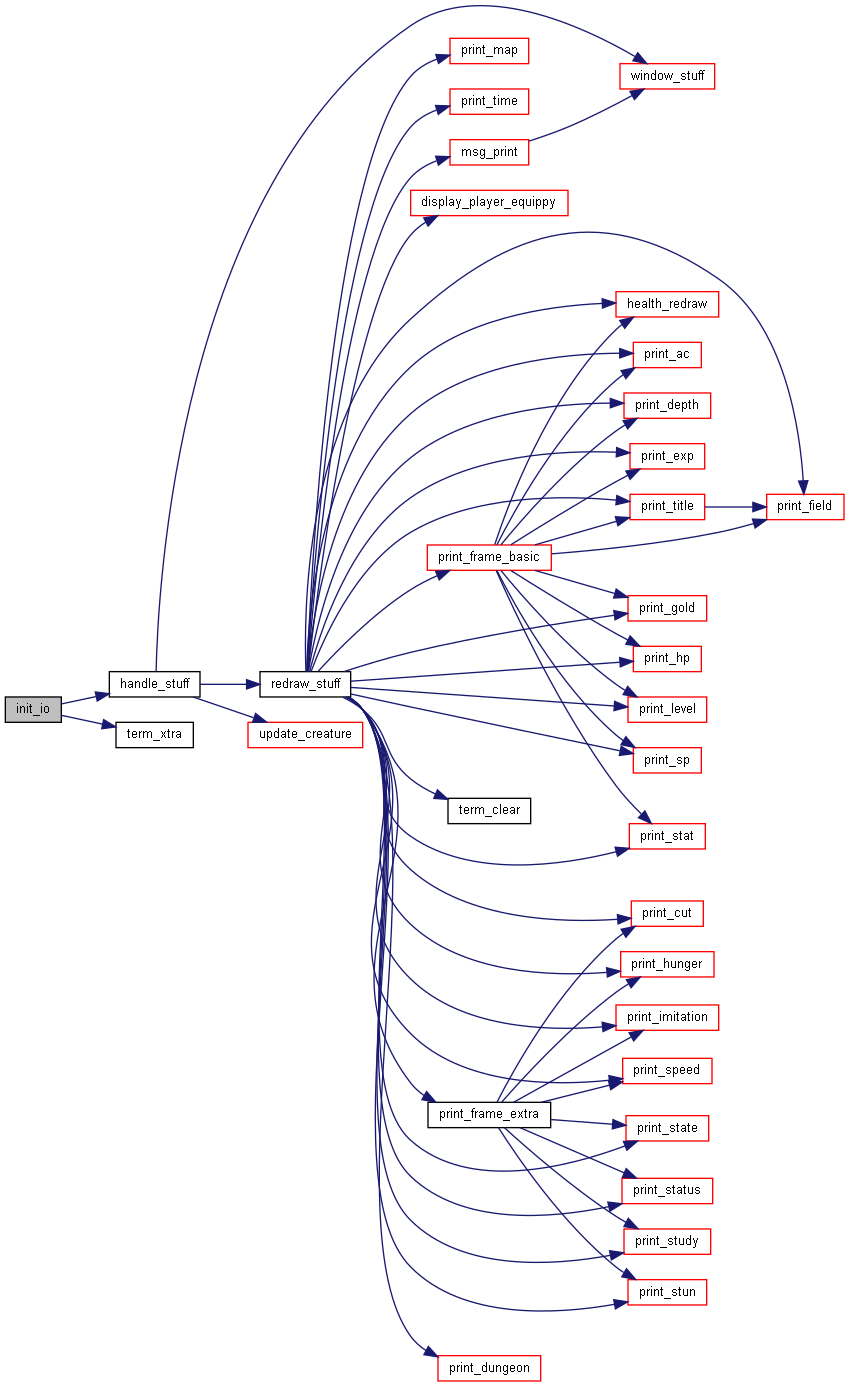 print_map
window_stuff
print_time
msg_print
display_player_equippy
health_redraw
print_ac
print_depth
print_exp
print_title
print_field
print_frame_basic
print_gold
print_hp
handle_stuff
redraw_stuff
init_io
print_level
term_xtra
update_creature
print_sp
term_clear
print_stat
print_cut
print_hunger
print_imitation
print_speed
print_frame_extra
print_state
print_status
print_study
print_stun
print_dungeon